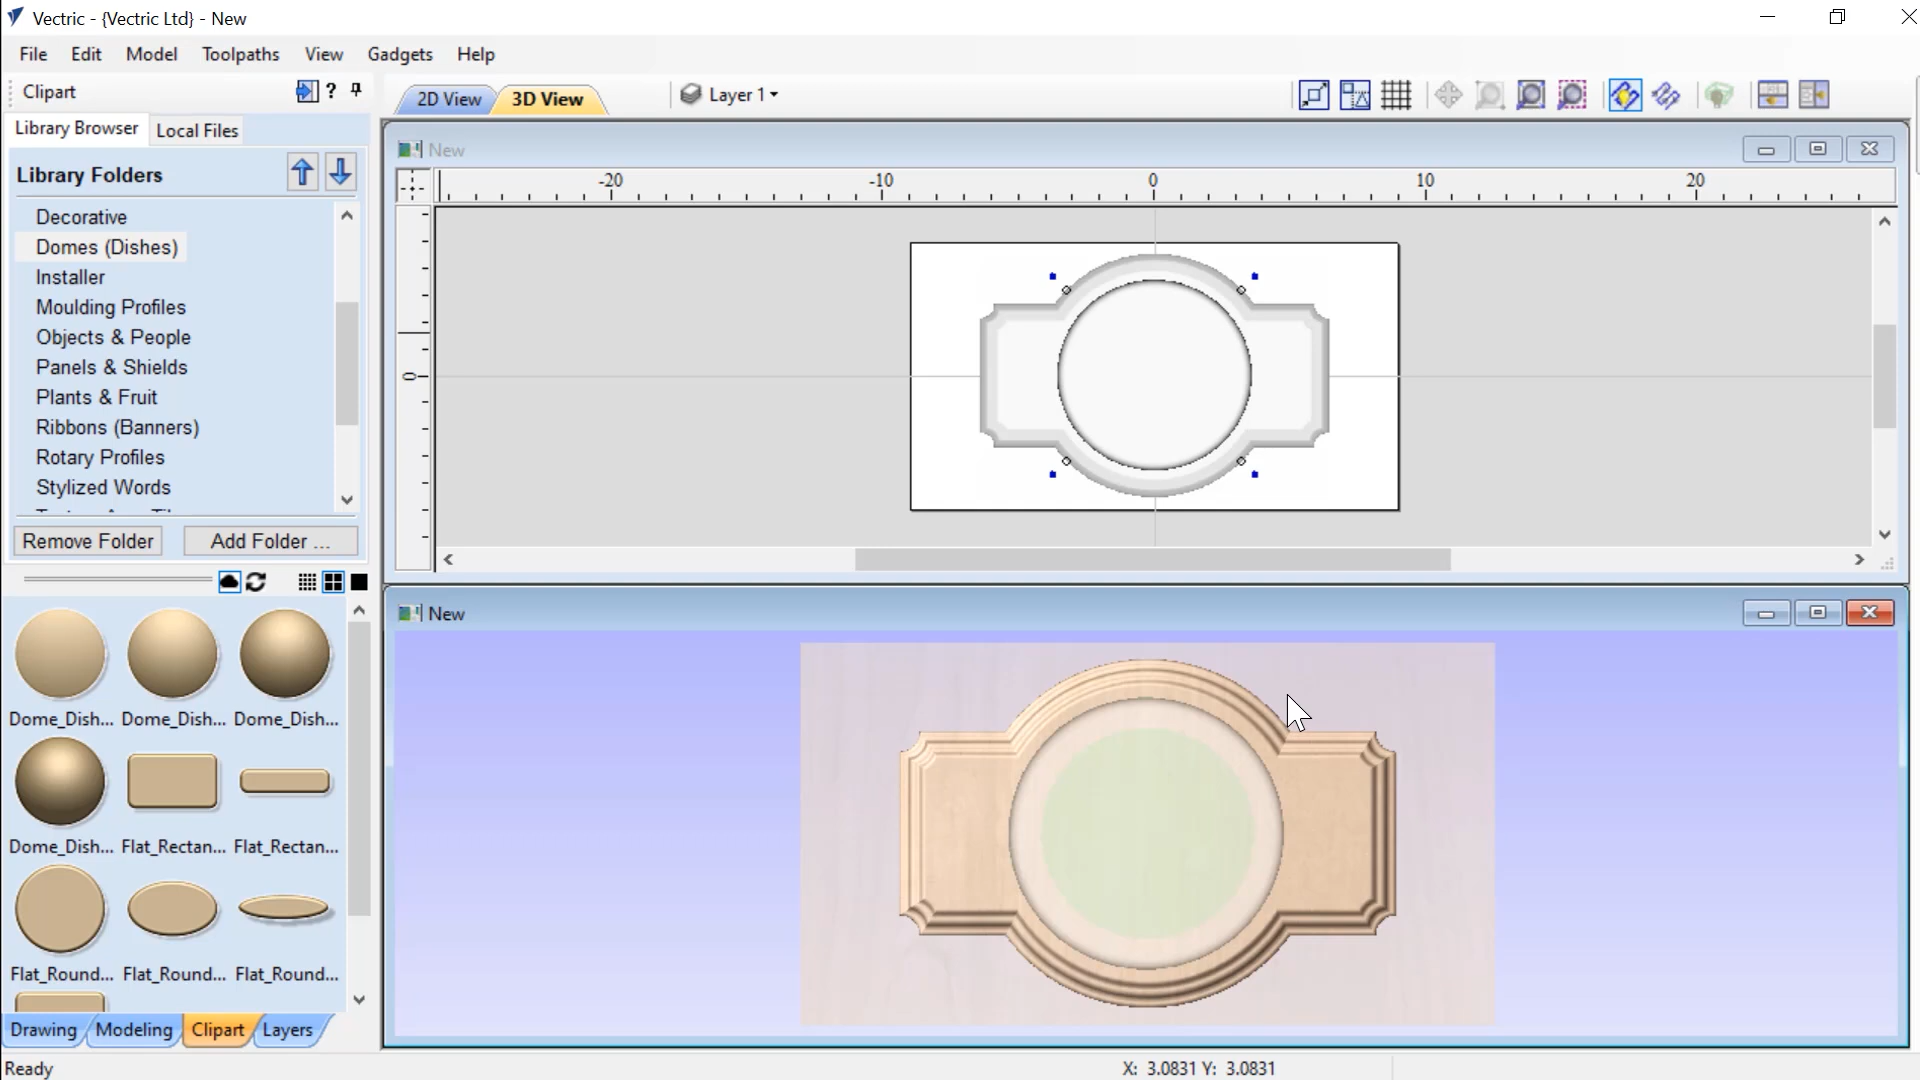 Vectric - {Vectric Ltd} - New
File Edit Model Toolpaths View Gadgets Help
Clipart ?
2D View 3D View Layer 1
Library Browser Local Files
New
Library Folders
-20 -10 0 10 20
Decorative
Domes (Dishes)
Installer
Moulding Profiles
Objects & People
Panels & Shields
Plants & Fruit
Ribbons (Banners)
Rotary Profiles
Stylized Words
0
Remove Folder Add Folder ...
New
Dome_Dish... Dome_Dish... Dome_Dish...
Dome_Dish... Flat_Rectan... Flat_Rectan...
Flat_Round... Flat_Round... Flat_Round...
Drawing Modeling Clipart Layers
Ready X: 3.0831 Y: 3.0831